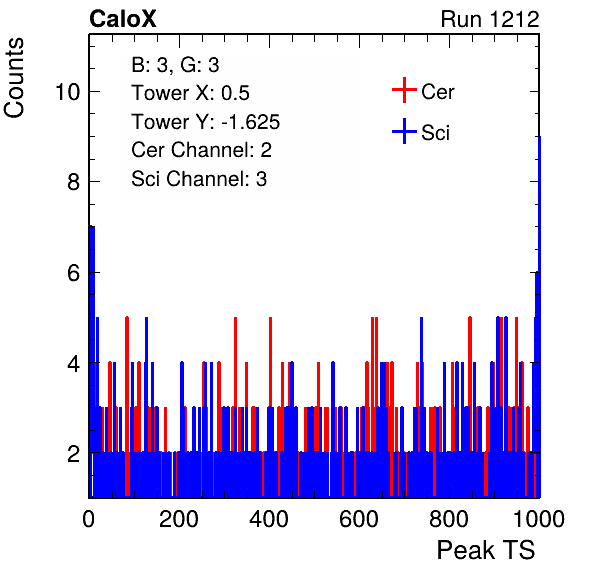 CaloX Run 1212
Counts
B: 3, G: 3
Tower X: 0.5
Tower Y: -1.625
Cer Channel: 2
Sci Channel: 3
Cer
Sci
10
8
6
4
2
0 200 400 600 800 1000
Peak TS